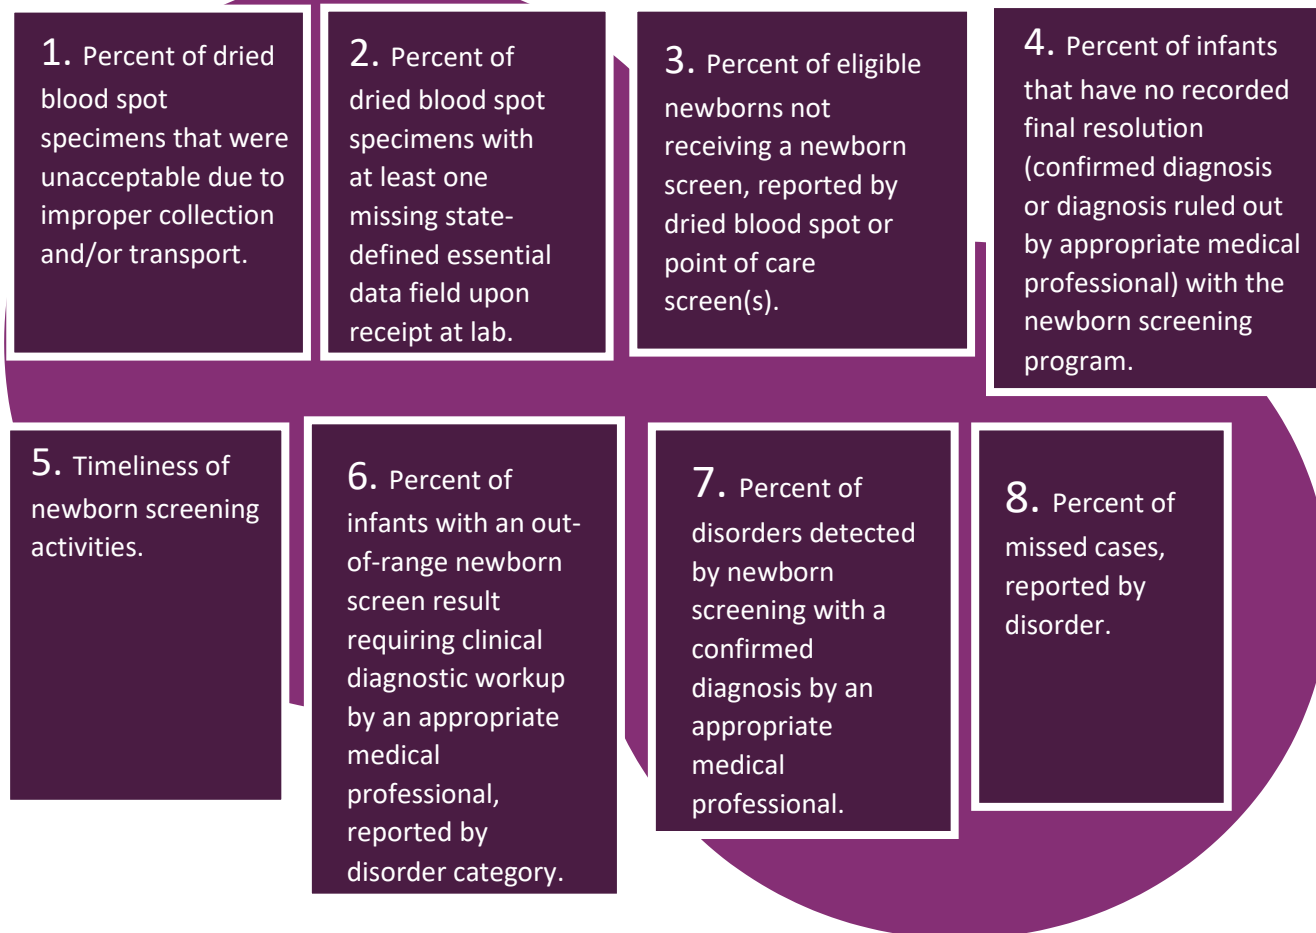 1. Percent of dried
blood spot
specimens that were
unacceptable due to
improper collection
and/or transport.
2. Percent of
dried blood spot
specimens with
at least one
missing state-
defined essential
data field upon
receipt at lab.
3. Percent of eligible
newborns not
receiving a newborn
screen, reported by
dried blood spot or
point of care
screen(s).
4. Percent of infants
that have no recorded
final resolution
(confirmed diagnosis
or diagnosis ruled out
by appropriate medical
professional) with the
newborn screening
program.
5. Timeliness of
newborn screening
activities.
6. Percent of
infants with an out-
of-range newborn
screen result
requiring clinical
diagnostic workup
by an appropriate
medical
professional,
reported by
disorder category.
7. Percent of
disorders detected
by newborn
screening with a
confirmed
diagnosis by an
appropriate
medical
professional.
8. Percent of
missed cases,
reported by
disorder.